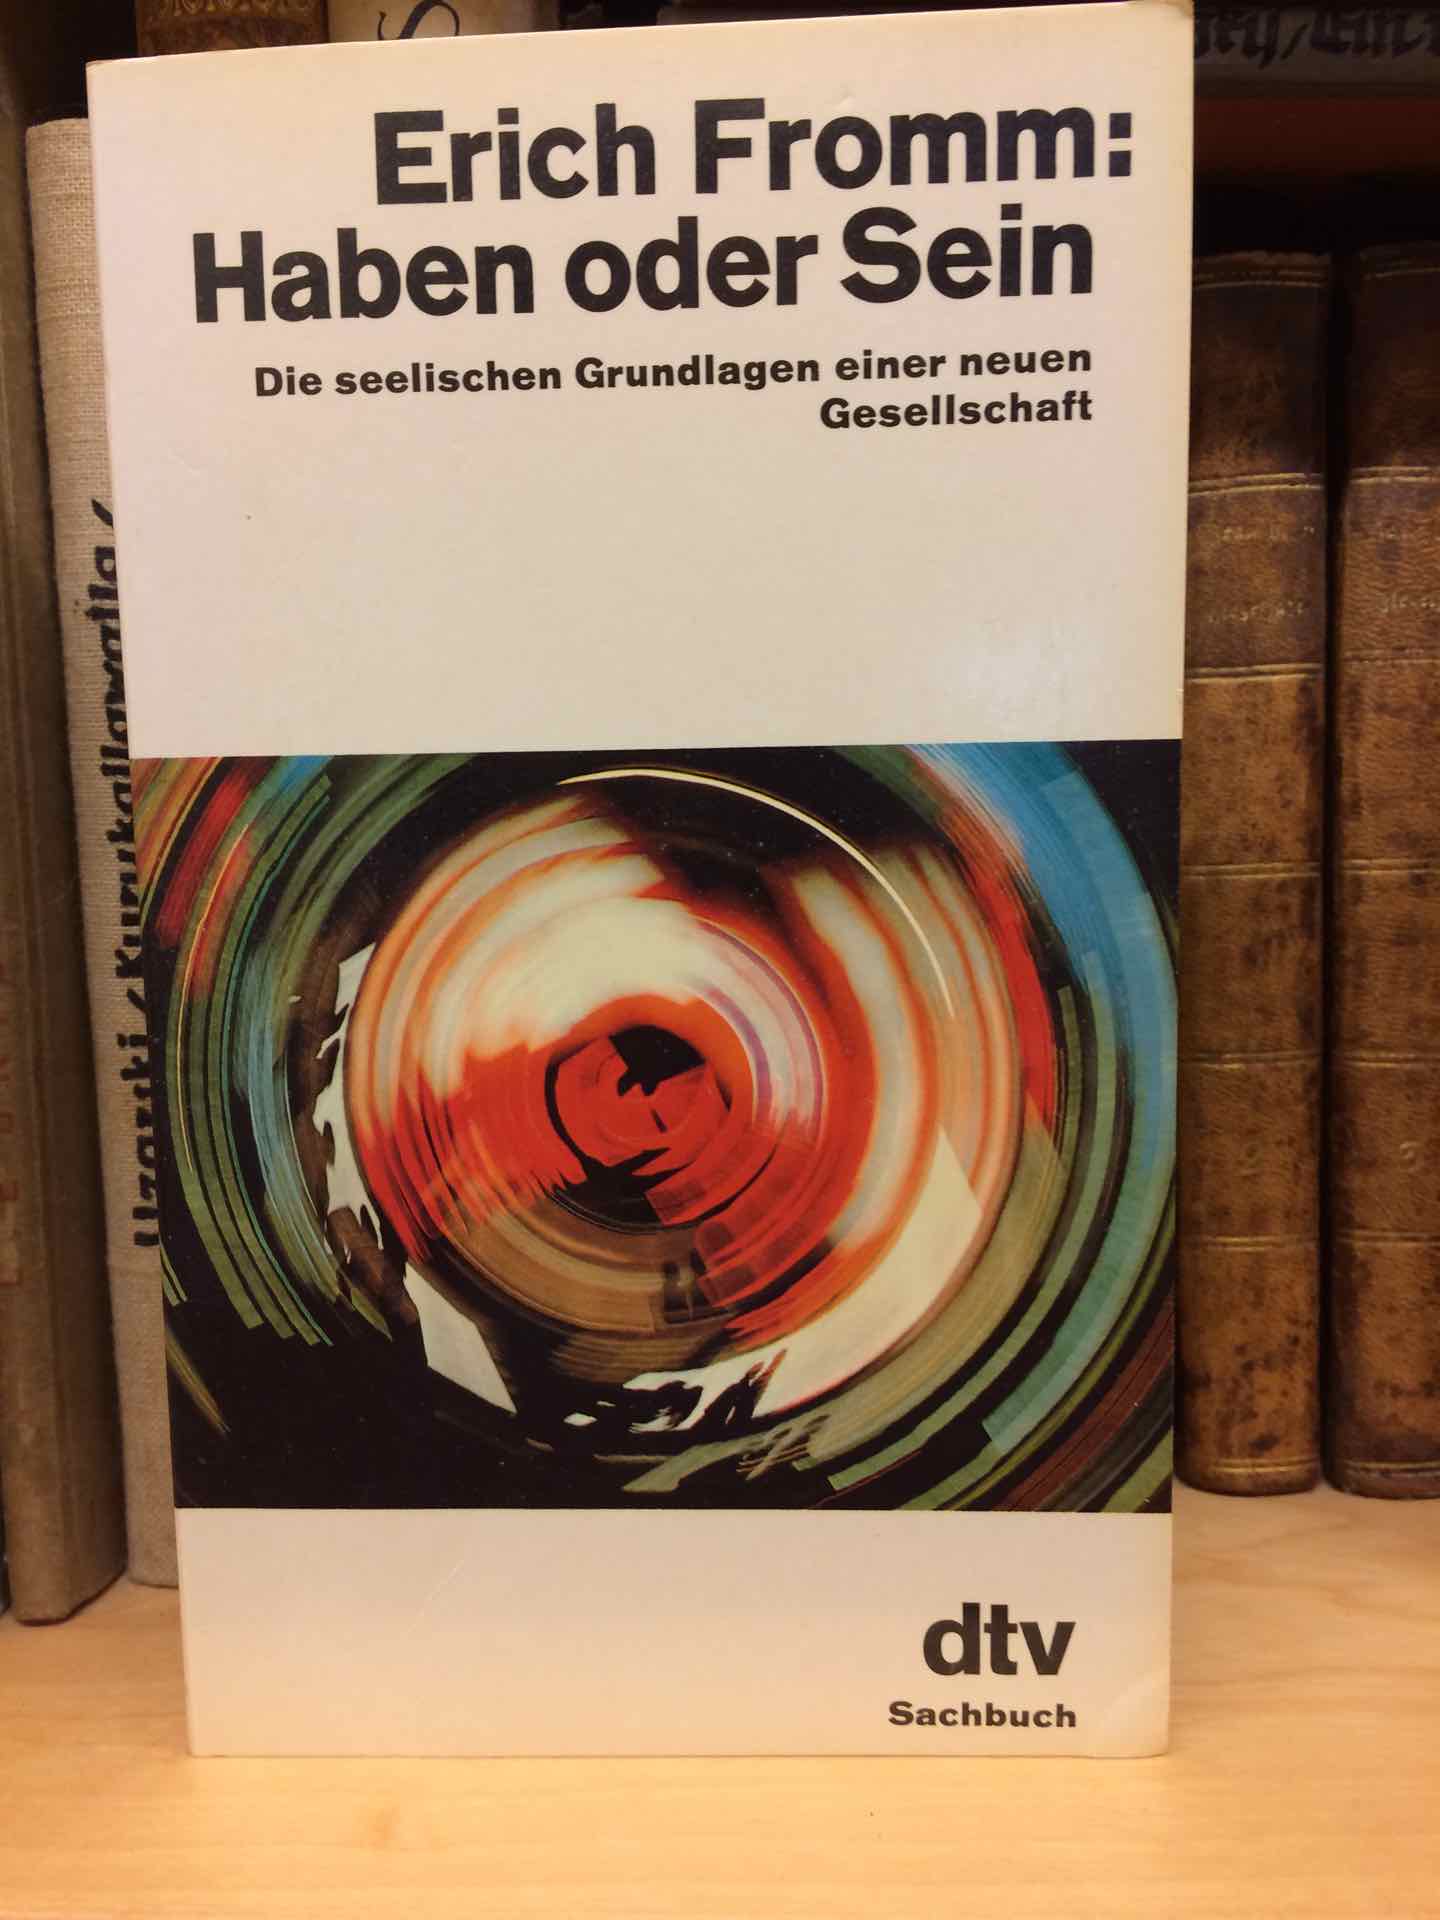 Erich Fromm:
Haben oder Sein
Die seelischen Grundlagen einer neuen
Gesellschaft
dtv
Sachbuch